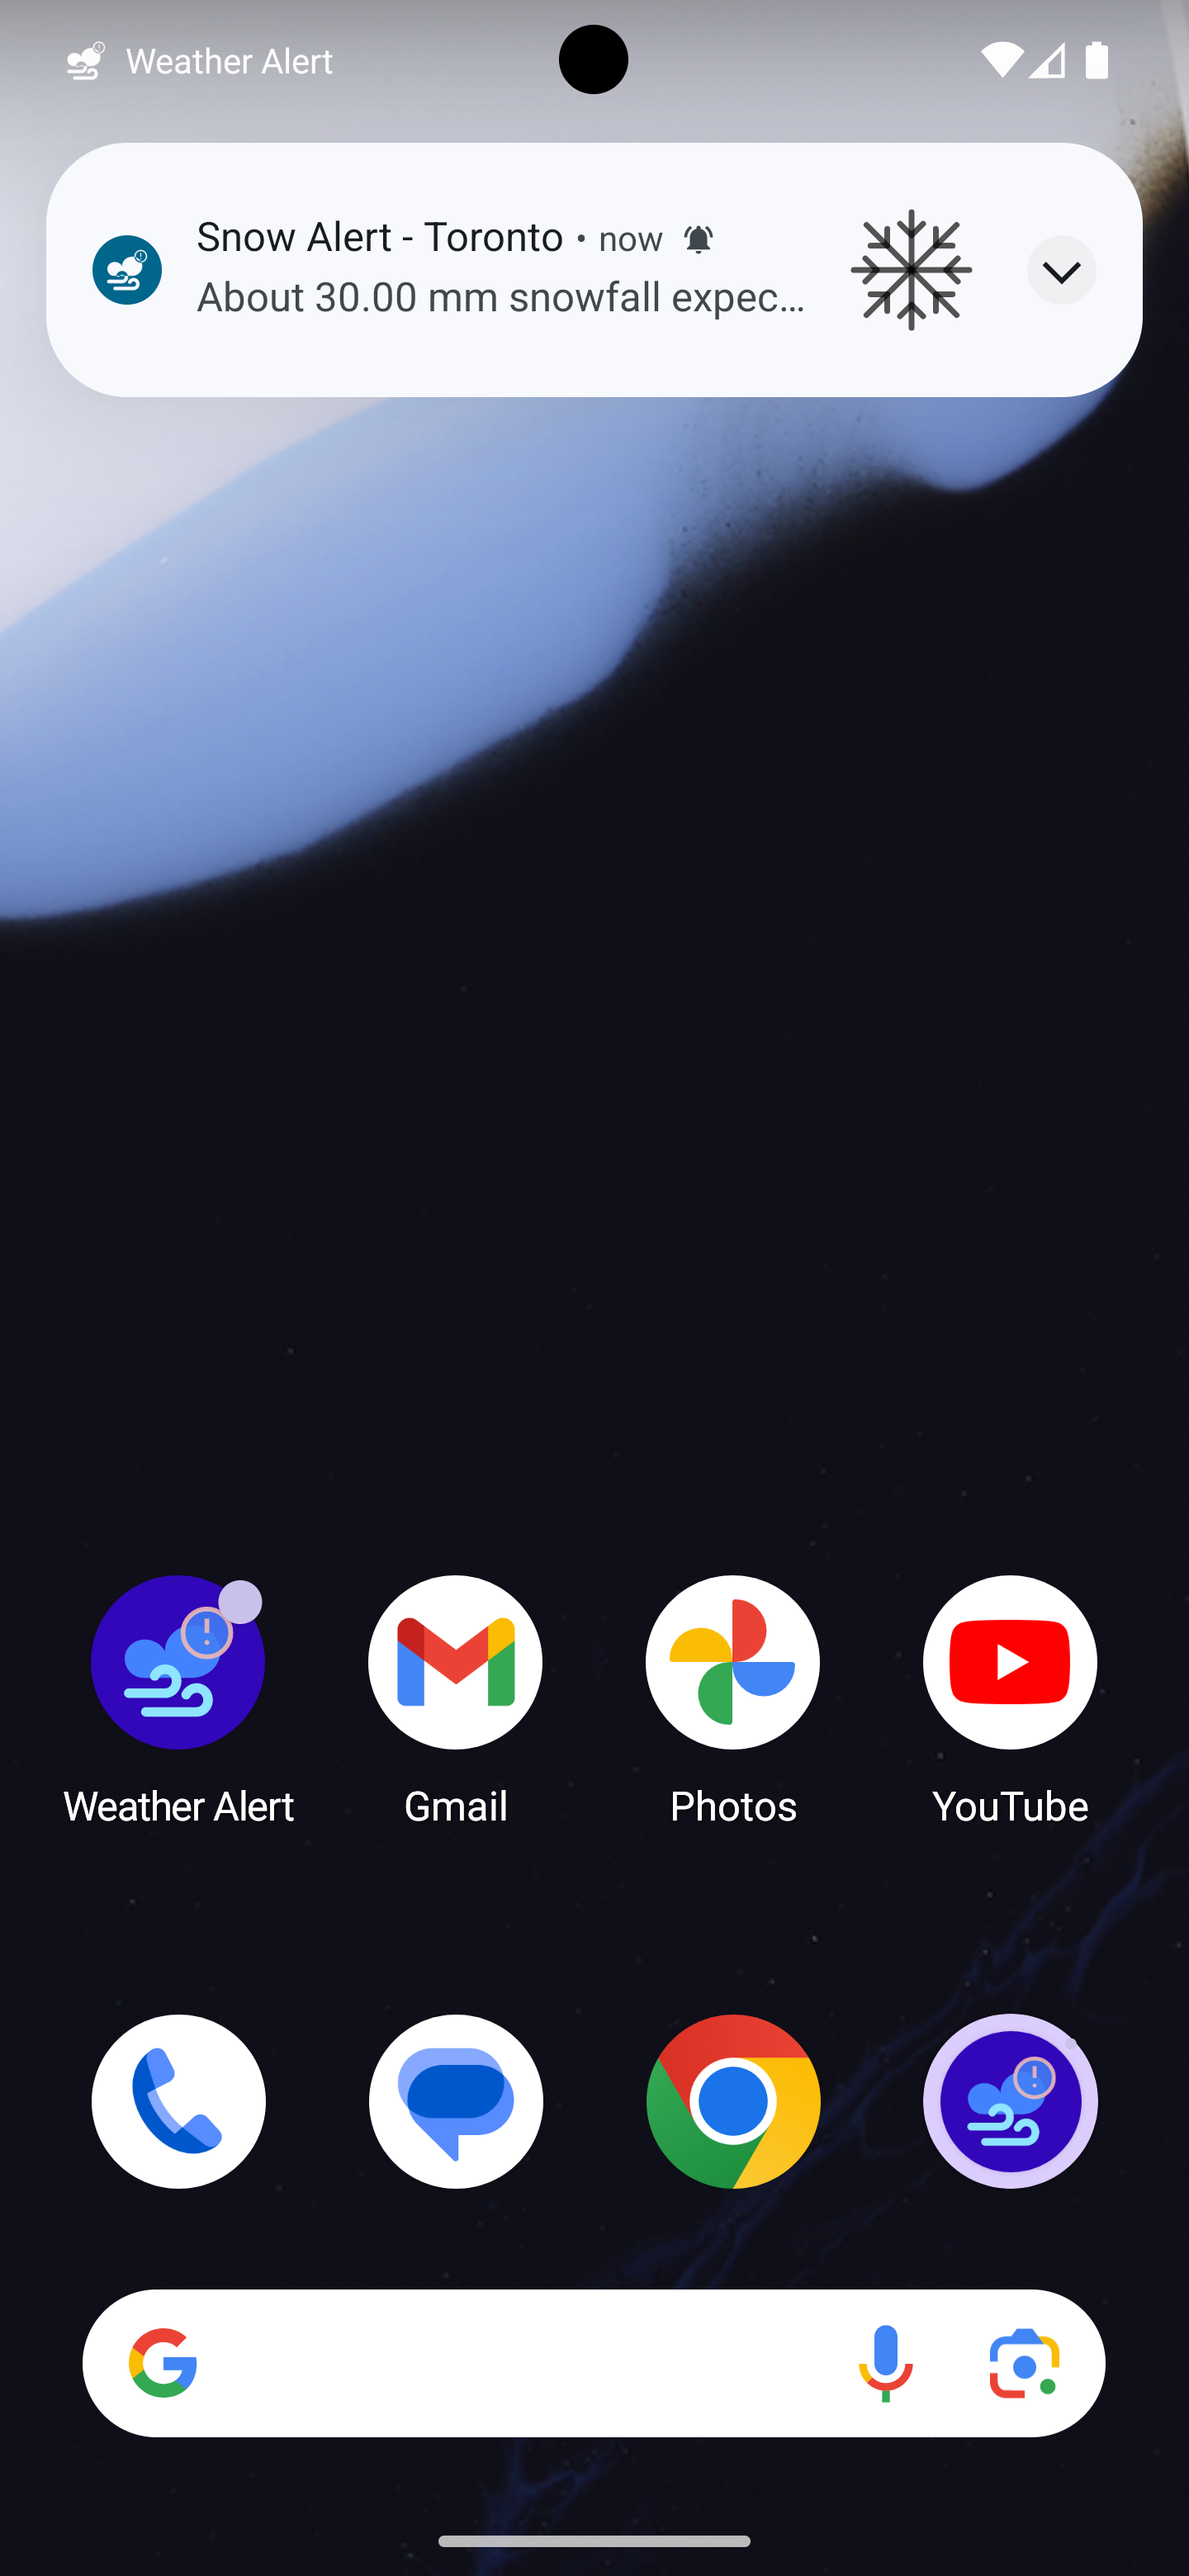 Weather Alert
Snow Alert - Toronto • now
About 30.00 mm snowfall expec...
Weather Alert
Gmail
Photos
YouTube